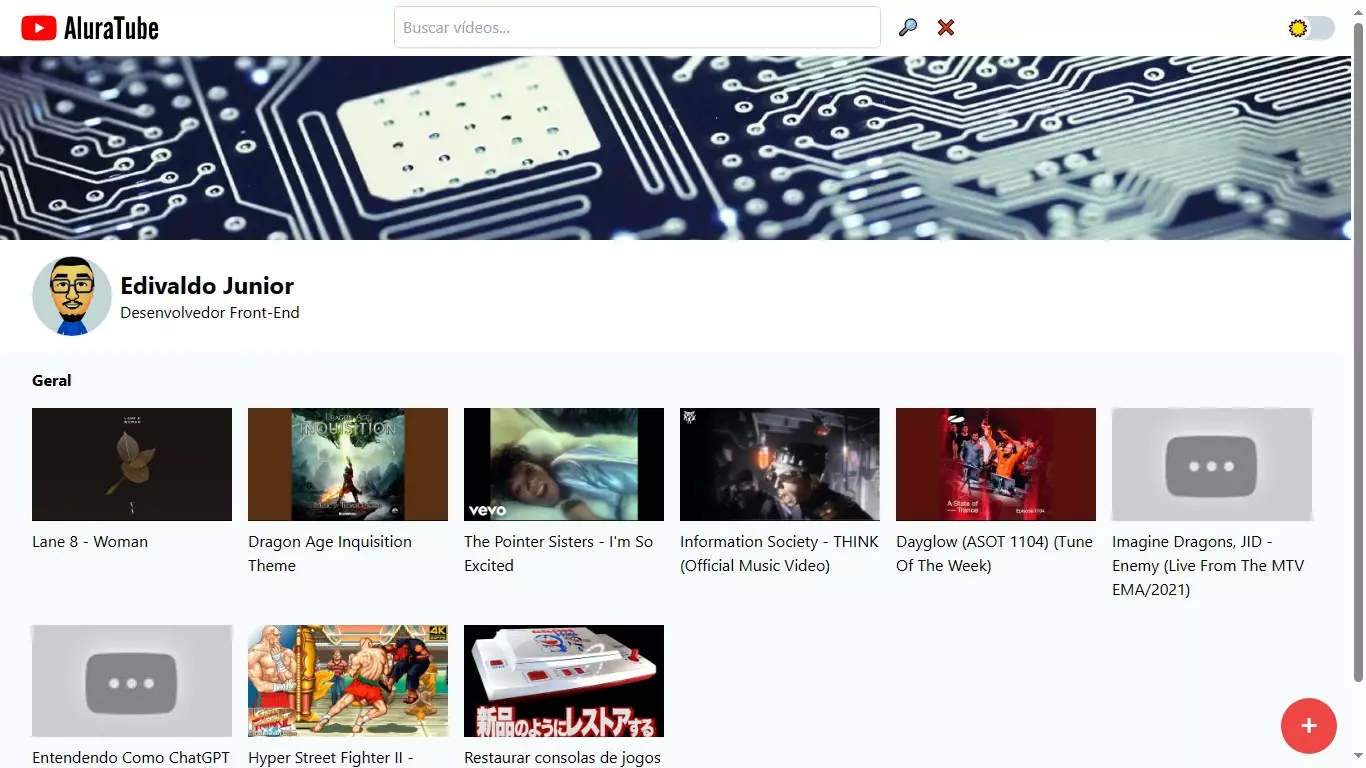 AluraTube
Buscar vídeos...
Edivaldo Junior
Desenvolvedor Front-End
Geral
LANE 8
WOMAN
DRAGON AGE
INQUISITION
vevo
A State of
Trance
Episode 1104
Lane 8 - Woman
Dragon Age Inquisition
Theme
The Pointer Sisters - I'm So
Excited
Information Society - THINK
(Official Music Video)
Dayglow (ASOT 1104) (Tune
Of The Week)
Imagine Dragons, JID -
Enemy (Live From The MTV
EMA/2021)
4K
新品のようにレストアする
Entendendo Como ChatGPT
Hyper Street Fighter II -
Restaurar consolas de jogos
+